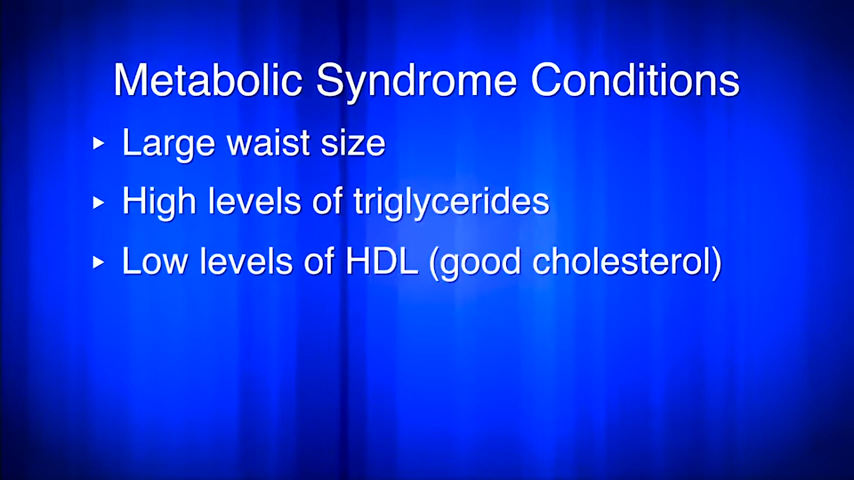 Metabolic Syndrome Conditions
▸ Large waist size
▸ High levels of triglycerides
▸ Low levels of HDL (good cholesterol)